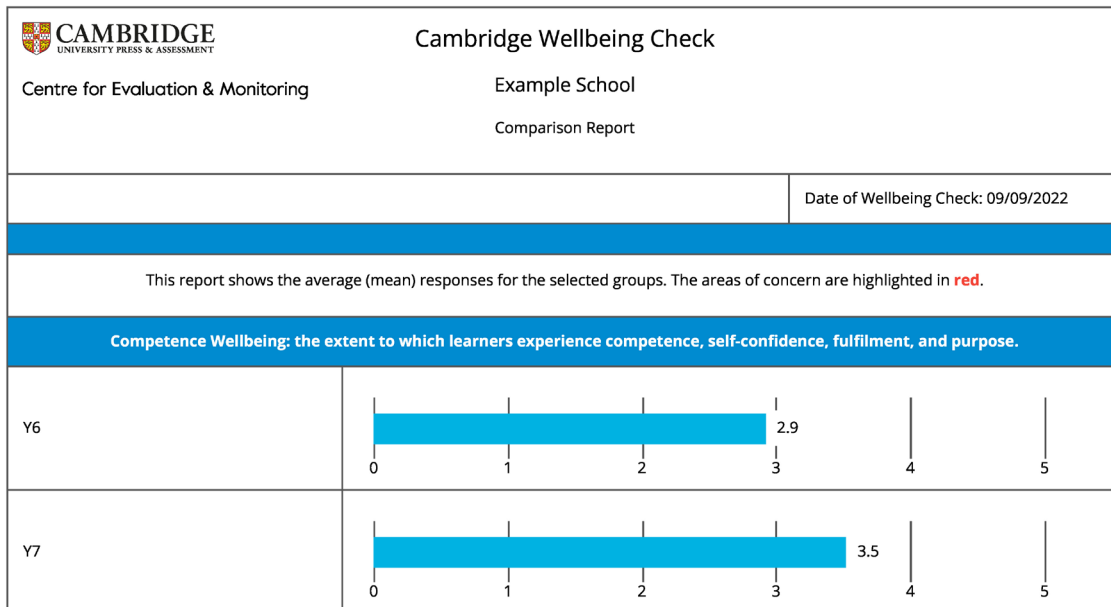 CAMBRIDGE
UNIVERSITY PRESS & ASSESSMENT
Centre for Evaluation & Monitoring
Cambridge Wellbeing Check
Example School
Comparison Report
Date of Wellbeing Check: 09/09/2022
This report shows the average (mean) responses for the selected groups. The areas of concern are highlighted in red.
Competence Wellbeing: the extent to which learners experience competence, self-confidence, fulfilment, and purpose.
Y6
2.9
0 1 2 3 4 5
Y7
3.5
0 1 2 3 4 5